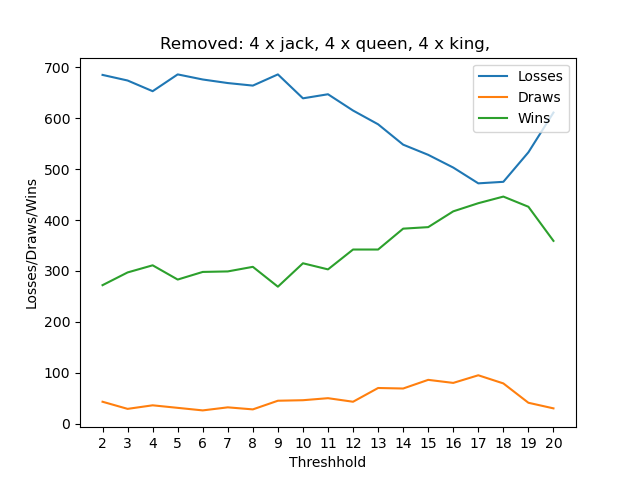 Removed: 4 x jack, 4 x queen, 4 x king,
Losses
Draws
Wins
Losses/Draws/Wins
700
600
500
400
300
200
100
0
2 3 4 5 6 7 8 9 10 11 12 13 14 15 16 17 18 19 20
Threshhold